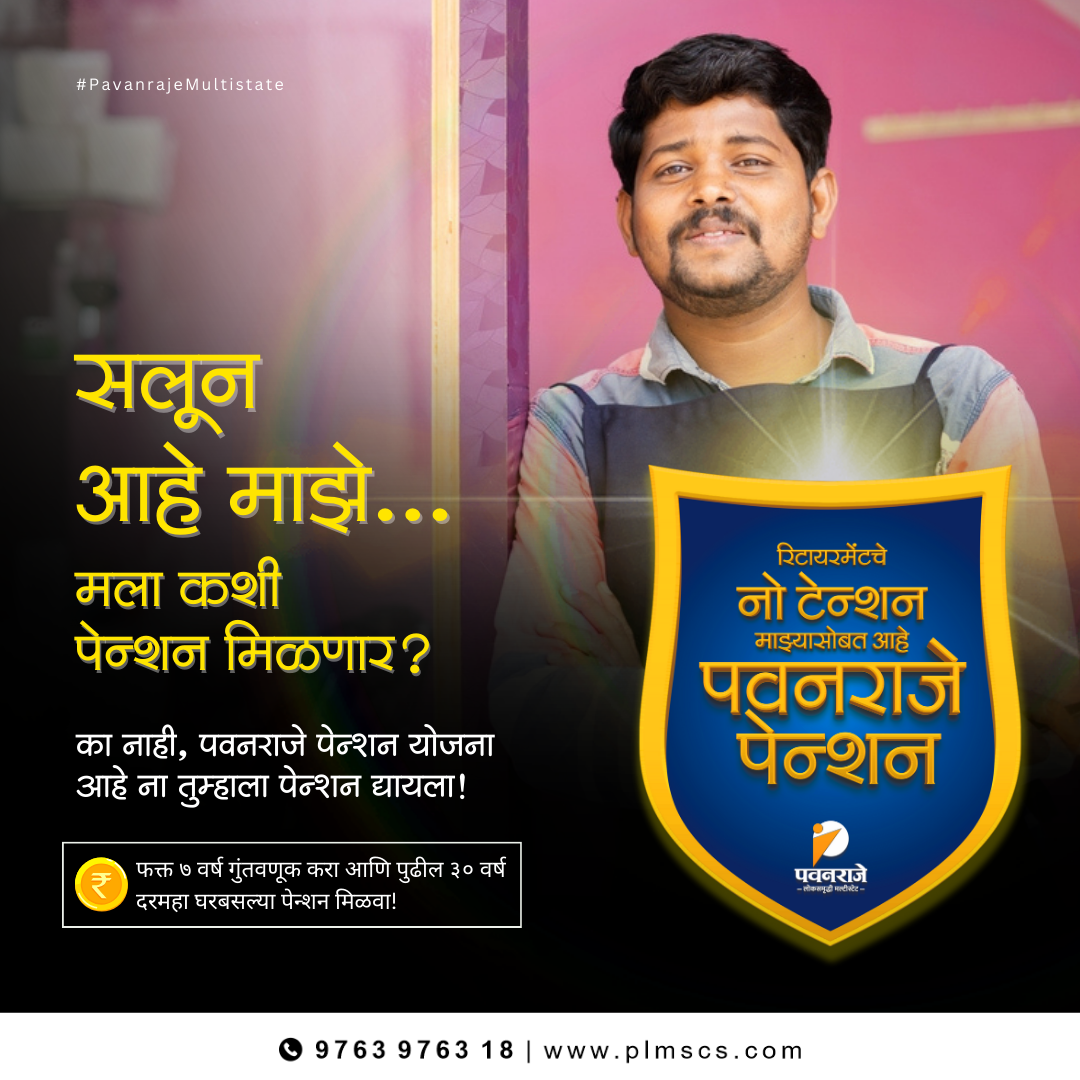 #PavanrajeMultistate
सलून
आहे माझे...
मला कशी
पेन्शन मिळणार?
का नाही, पवनराजे पेन्शन योजना
आहे ना तुम्हाला पेन्शन द्यायला!
₹
फक्त ७ वर्ष गुंतवणूक करा आणि पुढील ३० वर्ष
दरमहा घरबसल्या पेन्शन मिळवा!
रिटायरमेंटचे
नो टेन्शन
माझ्यासोबत आहे
पवनराजे
पेन्शन
पवनराजे
– लोकसमृद्धी मल्टीस्टेट –
9763 9763 18 | www.plmscs.com